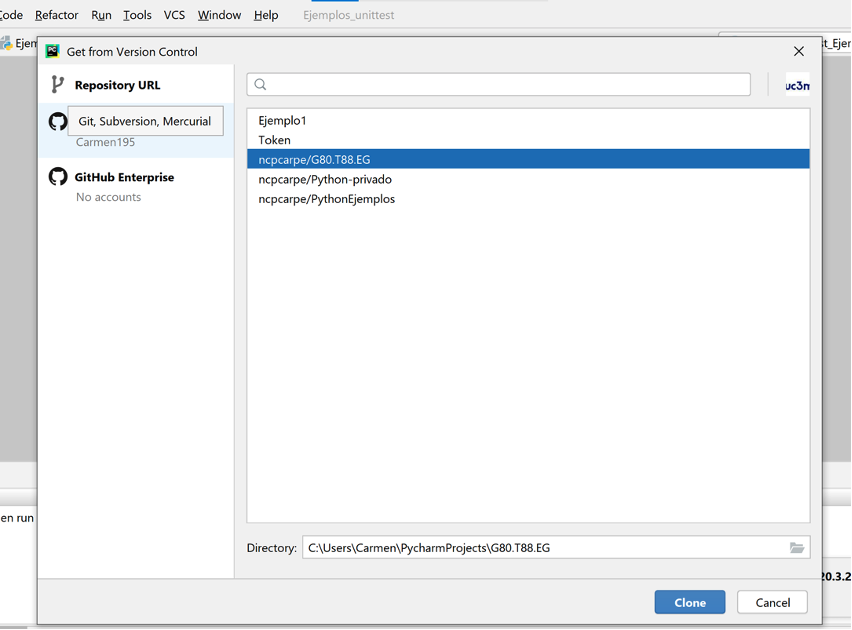 Code Refactor Run Tools VCS Window Help Ejemplos_unittest
Ejem
t_Ejer
Get from Version Control
Repository URL
Git, Subversion, Mercurial
Carmen195
GitHub Enterprise
No accounts
uc3m
Ejemplo1
Token
ncpcarpe/G80.T88.EG
ncpcarpe/Python-privado
ncpcarpe/PythonEjemplos
en run
Directory: C:\Users\Carmen\PycharmProjects\G80.T88.EG
20.3.2
Clone Cancel